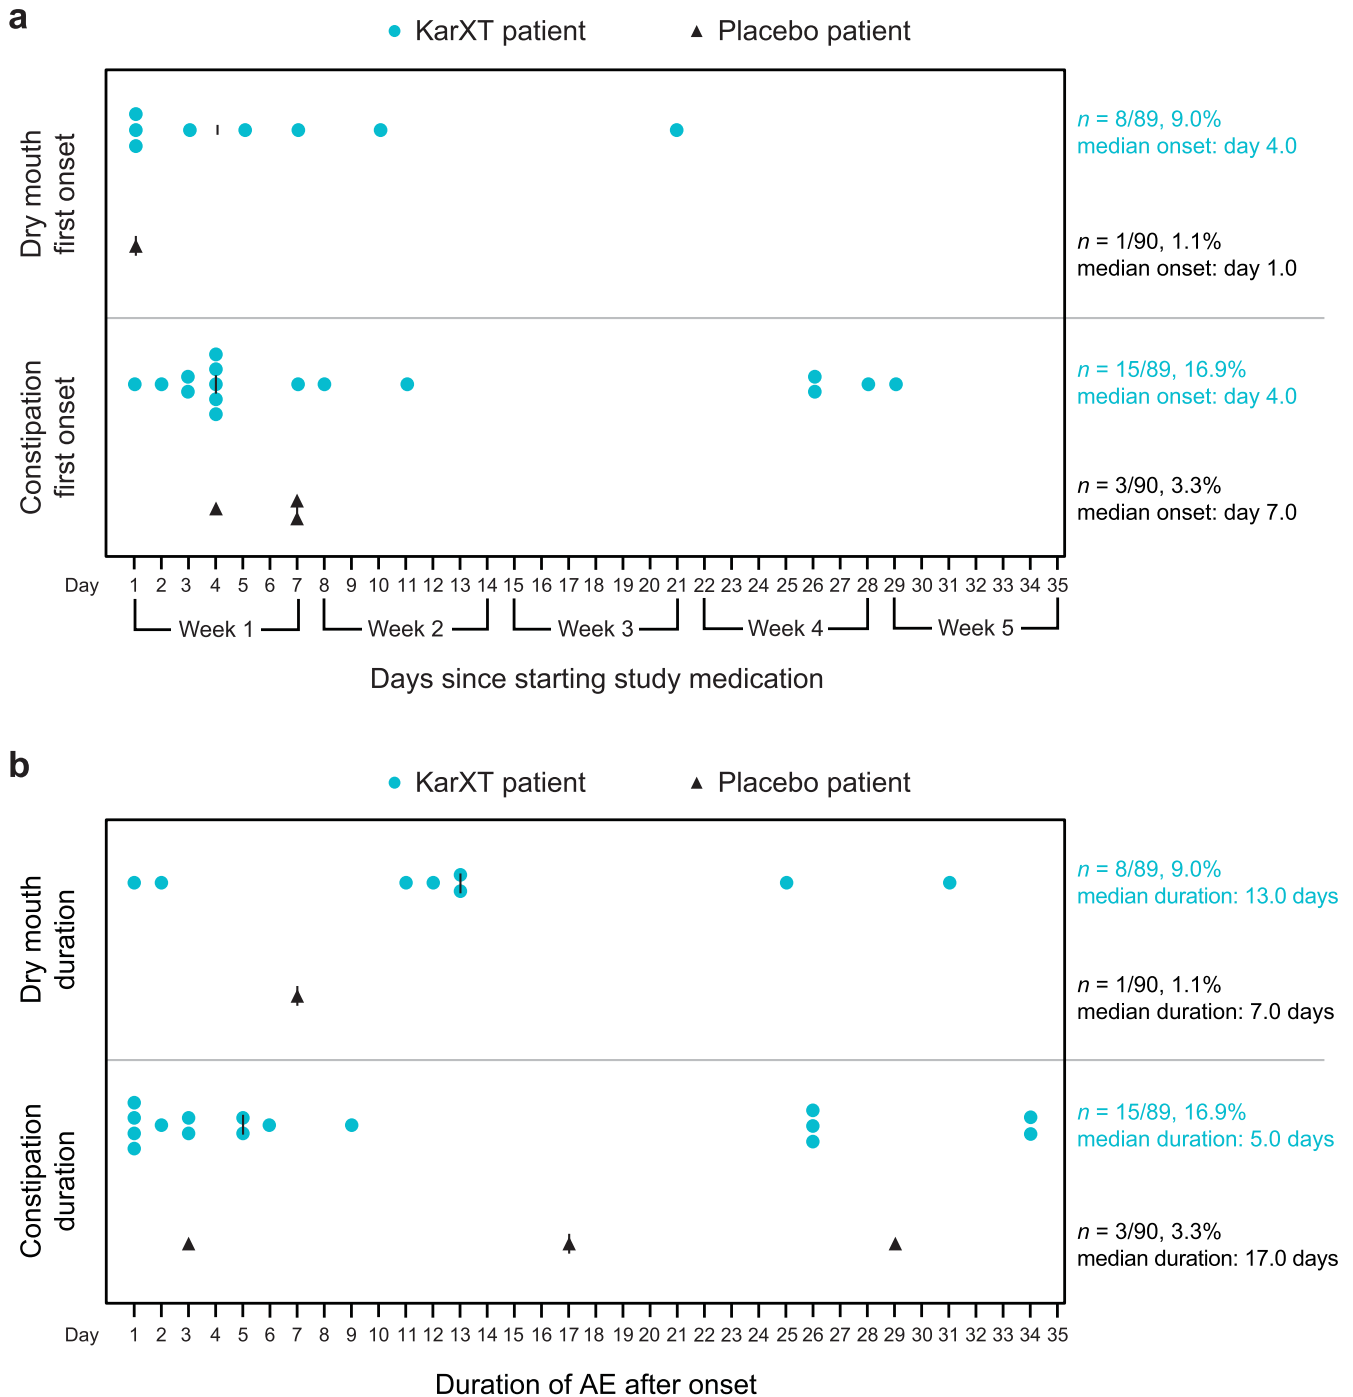 a
KarXT patient
Placebo patient
Dry mouth
first onset
n = 8/89, 9.0%
median onset: day 4.0
n = 1/90, 1.1%
median onset: day 1.0
Constipation
first onset
n = 15/89, 16.9%
median onset: day 4.0
n = 3/90, 3.3%
median onset: day 7.0
Day 1 2 3 4 5 6 7 8 9 10 11 12 13 14 15 16 17 18 19 20 21 22 23 24 25 26 27 28 29 30 31 32 33 34 35
Week 1 Week 2 Week 3 Week 4 Week 5
Days since starting study medication
b
KarXT patient
Placebo patient
Dry mouth
duration
n = 8/89, 9.0%
median duration: 13.0 days
n = 1/90, 1.1%
median duration: 7.0 days
Constipation
duration
n = 15/89, 16.9%
median duration: 5.0 days
n = 3/90, 3.3%
median duration: 17.0 days
Day 1 2 3 4 5 6 7 8 9 10 11 12 13 14 15 16 17 18 19 20 21 22 23 24 25 26 27 28 29 30 31 32 33 34 35
Duration of AE after onset